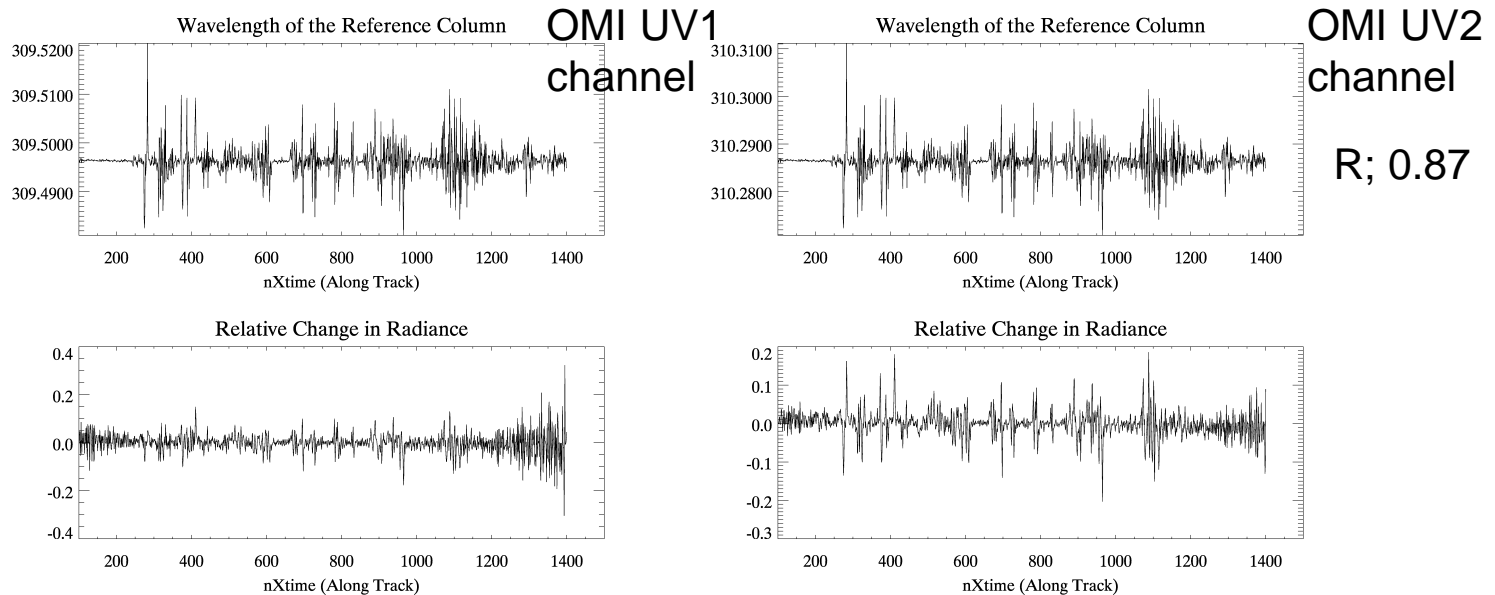 Wavelength of the Reference Column
OMI UV1
channel
309.5200
309.5100
309.5000
309.4900
200 400 600 800 1000 1200 1400
nXtime (Along Track)
Wavelength of the Reference Column
OMI UV2
channel
R; 0.87
310.3100
310.3000
310.2900
310.2800
200 400 600 800 1000 1200 1400
nXtime (Along Track)
Relative Change in Radiance
0.4
0.2
0.0
-0.2
-0.4
200 400 600 800 1000 1200 1400
nXtime (Along Track)
Relative Change in Radiance
0.2
0.1
0.0
-0.1
-0.2
-0.3
200 400 600 800 1000 1200 1400
nXtime (Along Track)